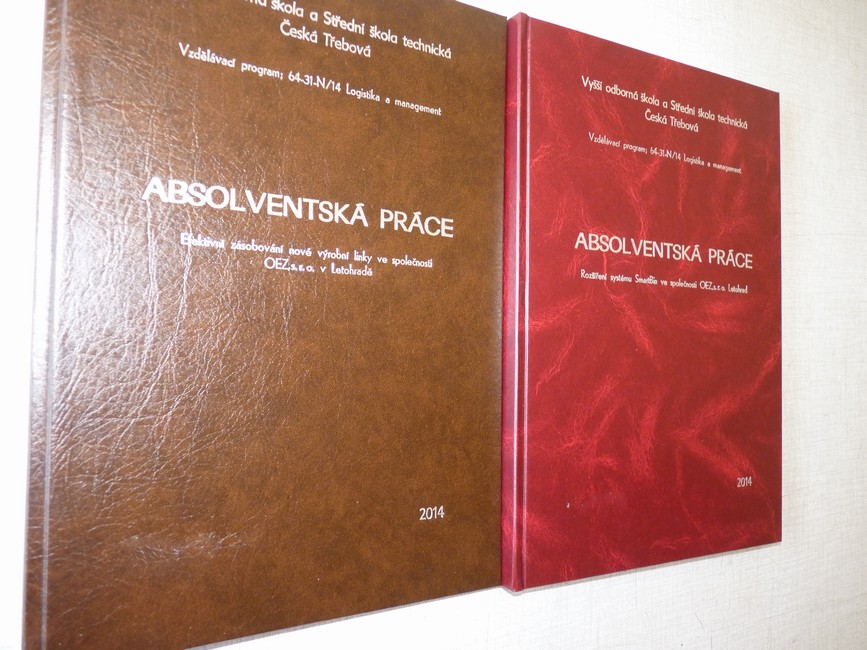 škola a Střední škola technická
Česká Třebová
Vzdělávací program; 64-31-N/14 Logistika a management
ABSOLVENTSKÁ PRÁCE
Efektivní zásobování nové výrobní linky ve společnosti
OEZ,s.r.o. v Letohradě
2014
Vyšší odborná škola a Střední škola technická
Česká Třebová
Vzdělávací program; 64-31-N/14 Logistika a management
ABSOLVENTSKÁ PRÁCE
Rozšíření systému SmartBin ve společnosti OEZ,s.r.o. Letohrad
2014